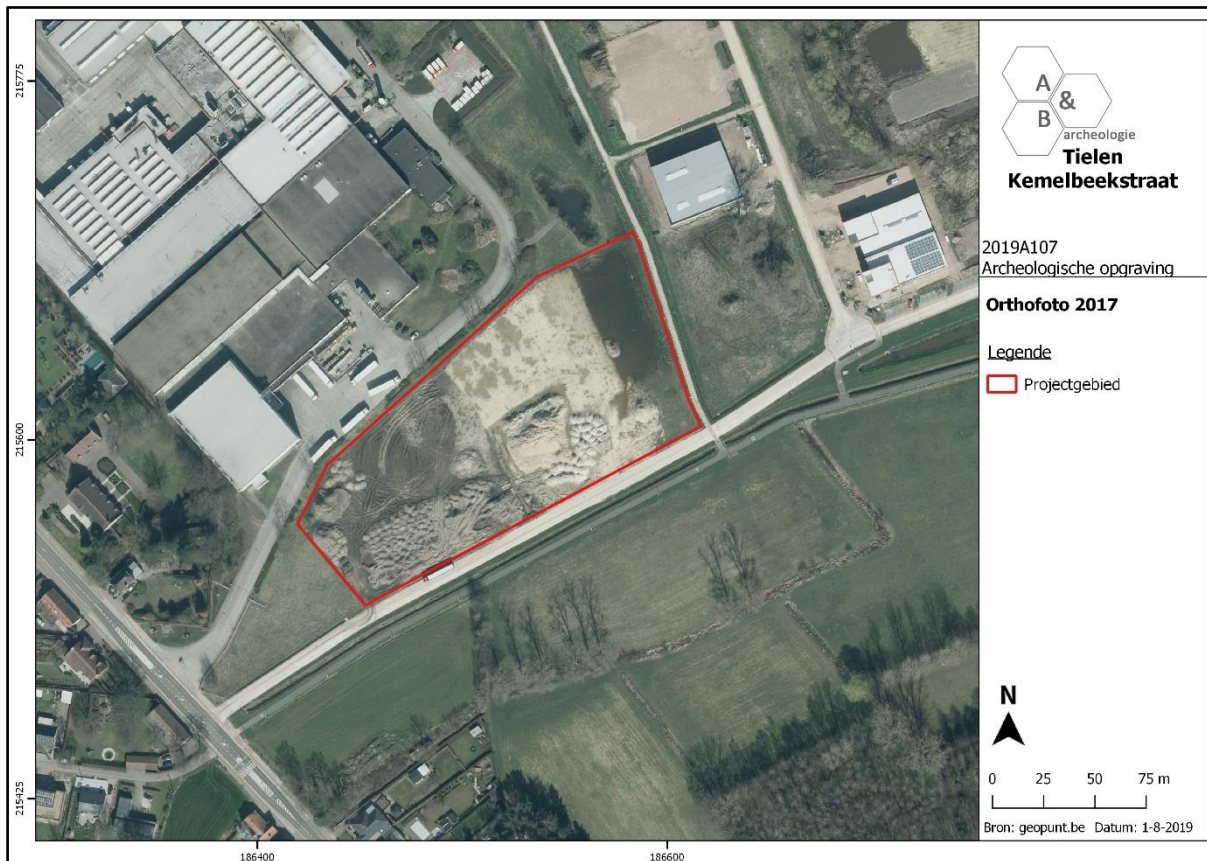 215775
215600
215425
186400
186600
A
&
B
archeologie
Tielen
Kemelbeekstraat
2019A107
Archeologische opgraving
Orthofoto 2017
Legende
Projectgebied
N
0 25 50 75 m
Bron: geopunt.be Datum: 1-8-2019